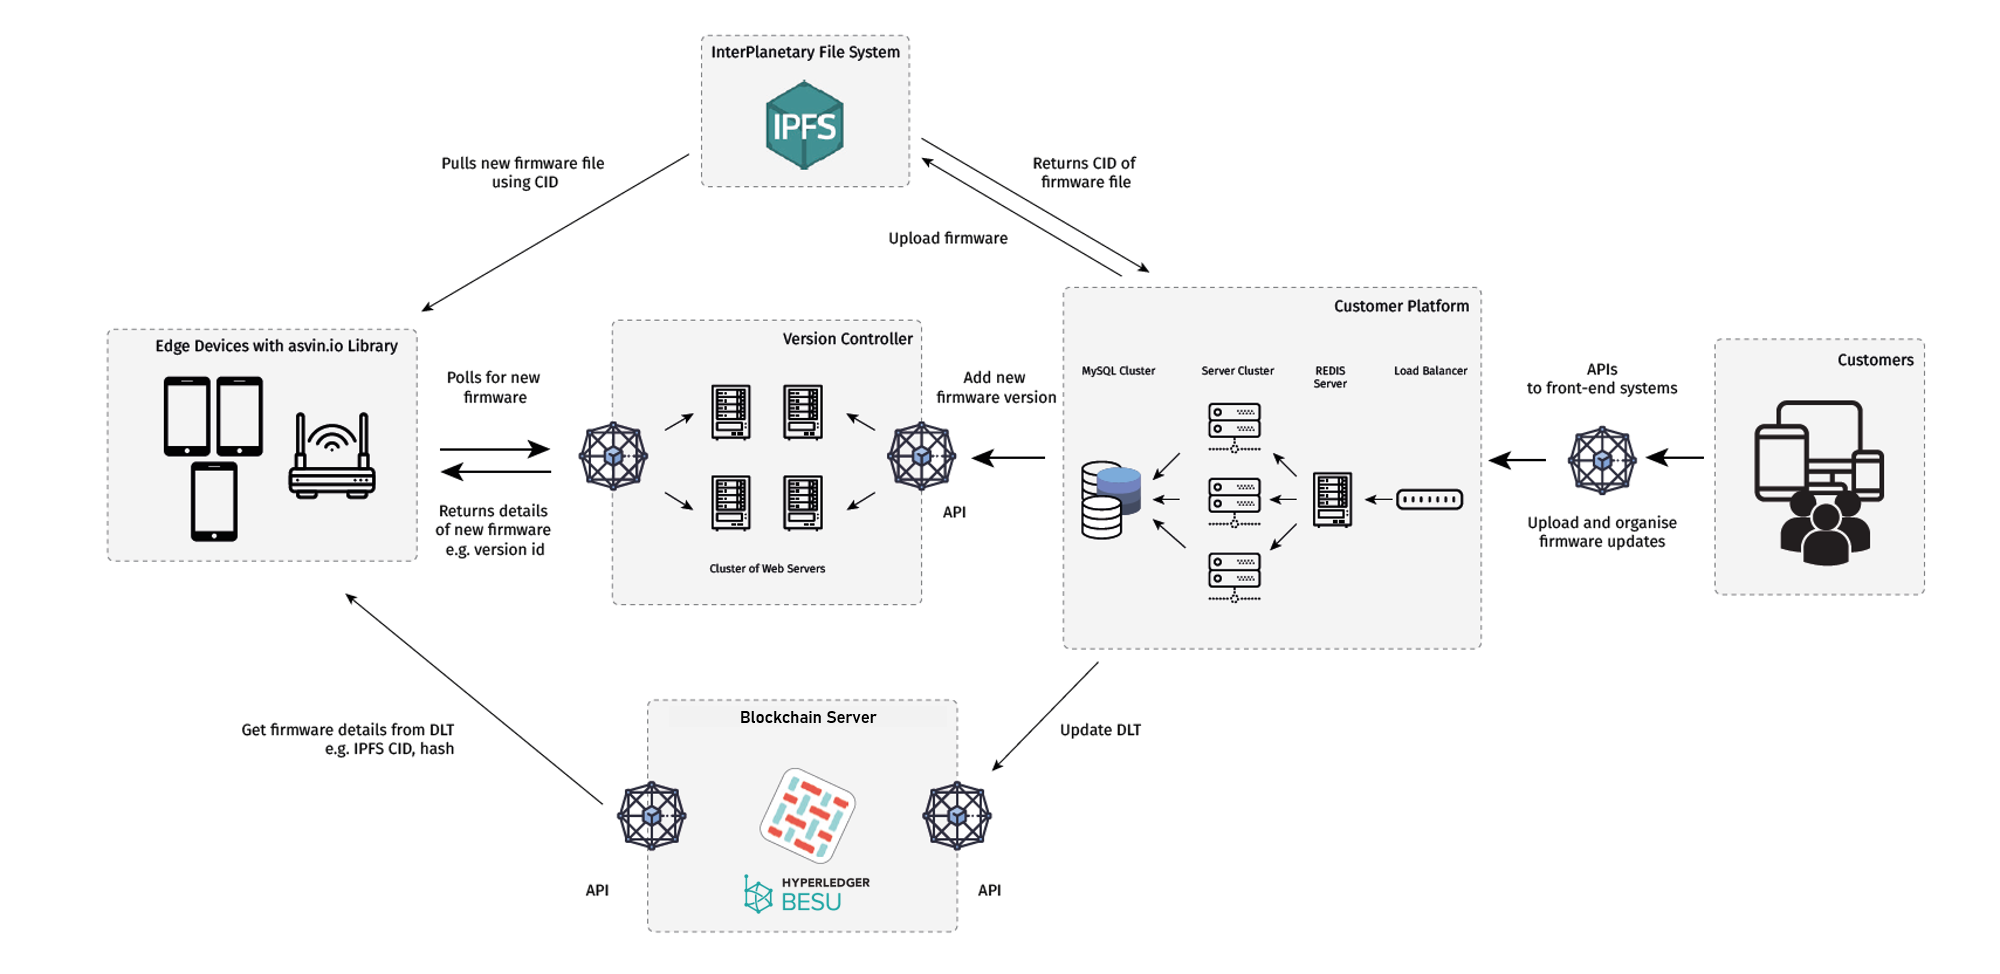 InterPlanetary File System
IPFS
Pulls new firmware file
using CID
Returns CID of
firmware file
Upload firmware
Edge Devices with asvin.io Library
Polls for new
firmware
Returns details
of new firmware
e.g. version id
Version Controller
Cluster of Web Servers
API
Add new
firmware version
Customer Platform
MySQL Cluster
Server Cluster
REDIS
Server
Load Balancer
APIs
to front-end systems
Upload and organise
firmware updates
Customers
Get firmware details from DLT
e.g. IPFS CID, hash
Update DLT
Blockchain Server
HYPERLEDGER
BESU
API
API